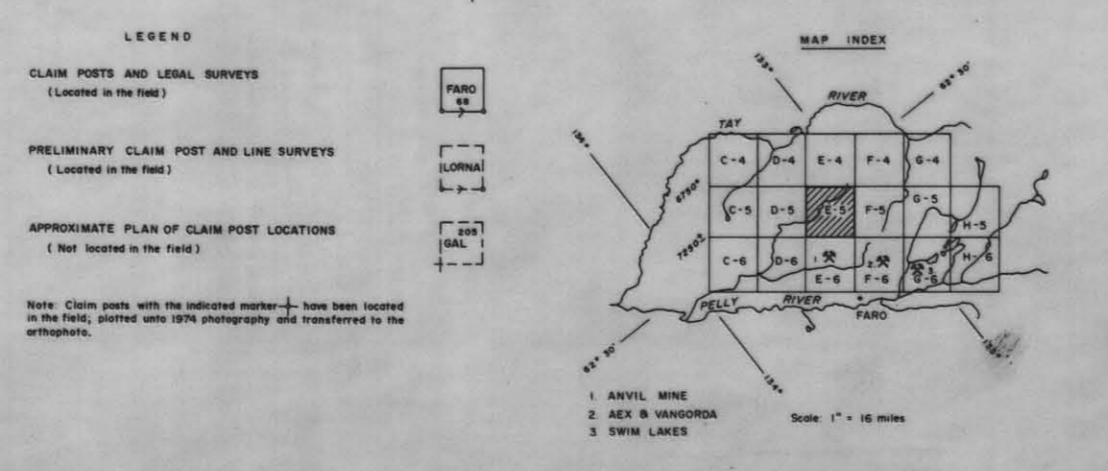 LEGEND
CLAIM POSTS AND LEGAL SURVEYS
(Located in the field)
FARO
68
PRELIMINARY CLAIM POST AND LINE SURVEYS
(Located in the field)
LORNA
APPROXIMATE PLAN OF CLAIM POST LOCATIONS
(Not located in the field)
205
GAL
Note: Claim posts with the indicated marker have been located
in the field; plotted unto 1974 photography and transferred to the
orthophoto.
MAP INDEX
133°
62° 30'
RIVER
TAY
134°
C-4 D-4 E-4 F-4 G-4
6750±
C-5 D-5 E-5 F-5 G-5
H-5
7250±
C-6 D-6 1. 2. 3. H-6
E-6 F-6 G-6
PELLY RIVER
FARO
62° 30'
134°
1. ANVIL MINE
2. AEX & VANGORDA
3 SWIM LAKES
Scale: 1" = 16 miles